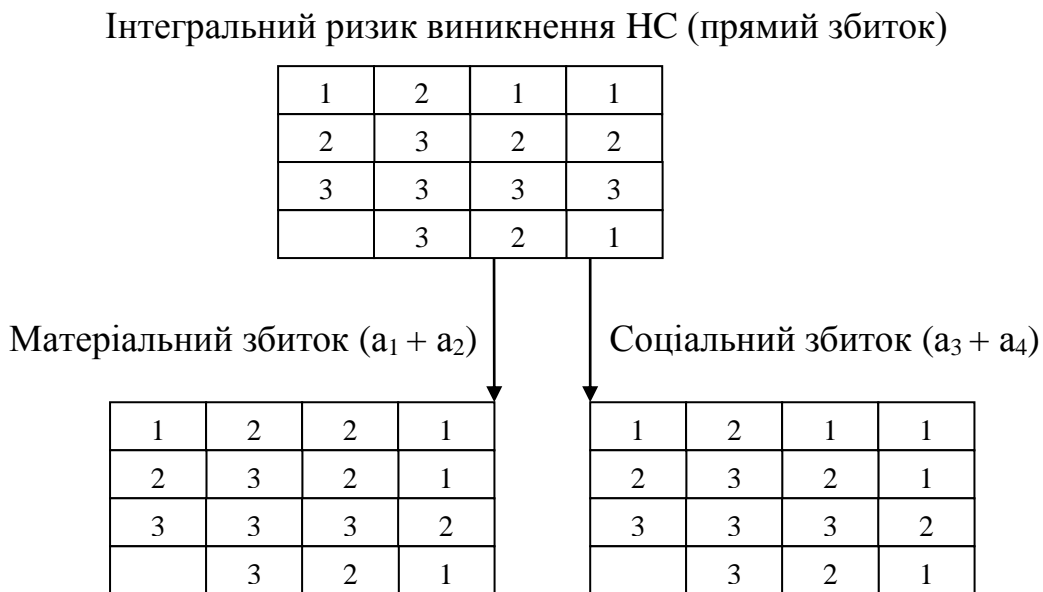 Інтегральний ризик виникнення НС (прямий збиток)
1 2 1 1
2 3 2 2
3 3 3 3
3 2 1
Матеріальний збиток (a₁ + a₂)
Соціальний збиток (a₃ + a₄)
1 2 2 1
2 3 2 1
3 3 3 2
3 2 1
1 2 1 1
2 3 2 1
3 3 3 2
3 2 1